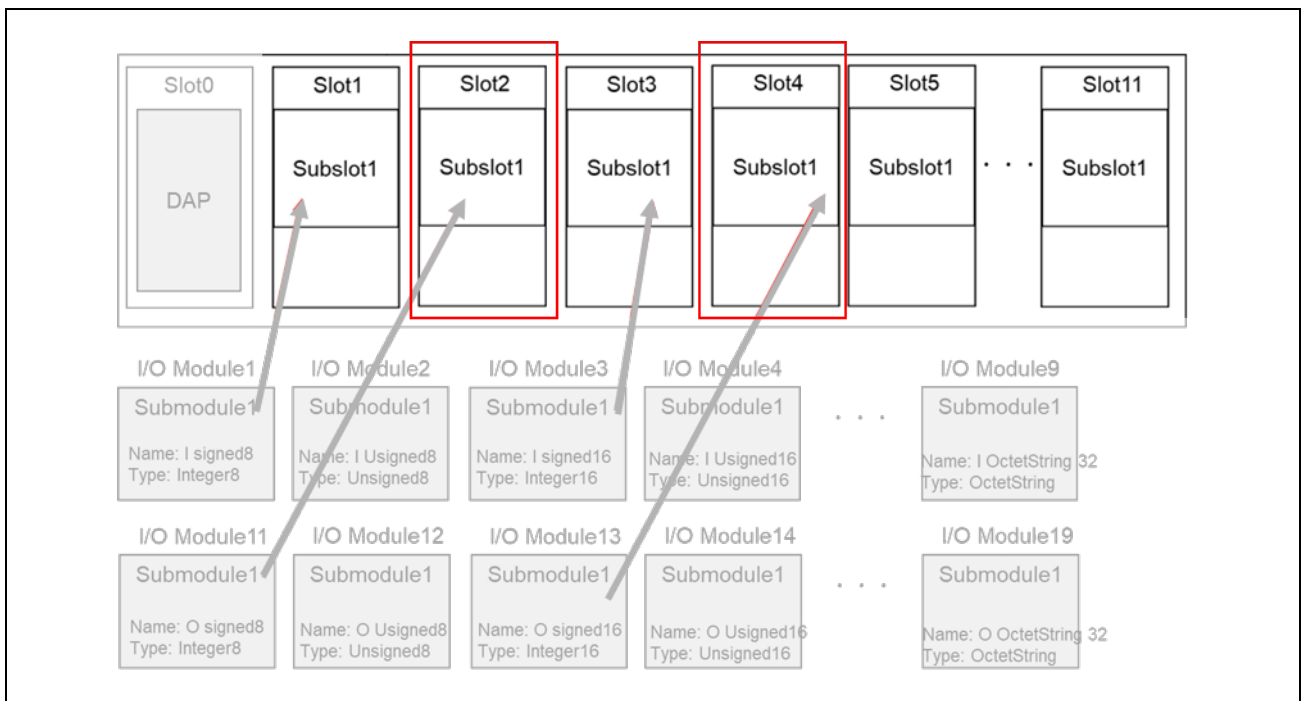 Slot0 Slot1 Slot2 Slot3 Slot4 Slot5 Slot11
DAP Subslot1 Subslot1 Subslot1 Subslot1 Subslot1 . . . Subslot1
I/O Module1 I/O Module2 I/O Module3 I/O Module4 I/O Module9
Submodule1 Submodule1 Submodule1 Submodule1 . . . Submodule1
Name: I signed8 Name: I Usigned8 Name: I signed16 Name: I Usigned16 Name: I OctetString 32
Type: Integer8 Type: Unsigned8 Type: Integer16 Type: Unsigned16 Type: OctetString
I/O Module11 I/O Module12 I/O Module13 I/O Module14 I/O Module19
Submodule1 Submodule1 Submodule1 Submodule1 . . . Submodule1
Name: O signed8 Name: O Usigned8 Name: O signed16 Name: O Usigned16 Name: O OctetString 32
Type: Integer8 Type: Unsigned8 Type: Integer16 Type: Unsigned16 Type: OctetString